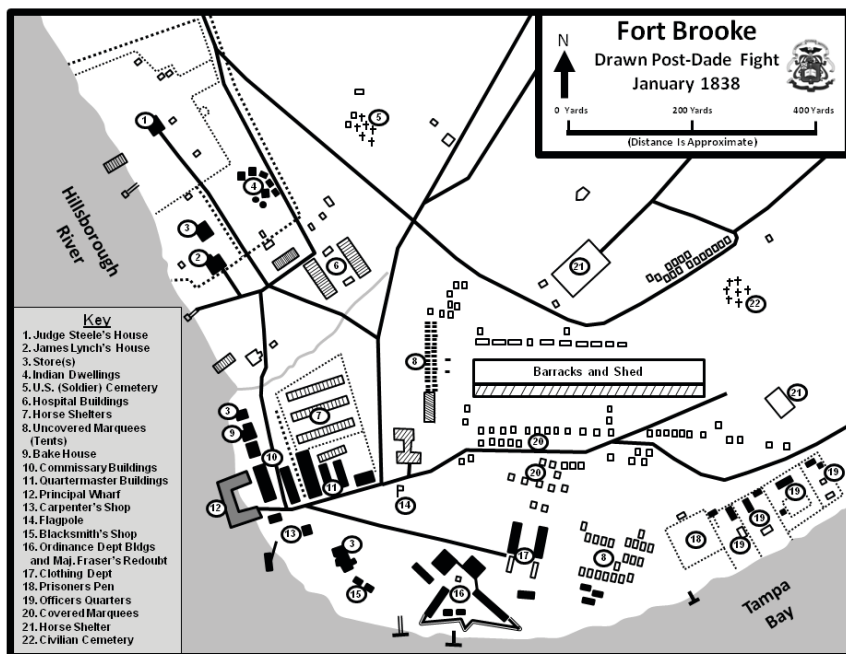 Fort Brooke
Drawn Post-Dade Fight
January 1838
N
0 Yards
200 Yards
400 Yards
(Distance Is Approximate)
Hillsborough
River
1
5
4
3
2
6
21
22
8
Barracks and Shed
21
3
7
9
10
20
20
11
12
14
13
3
17
8
18
19
19
19
19
15
16
Tampa
Bay
Key
1. Judge Steele's House
2. James Lynch's House
3. Store(s)
4. Indian Dwellings
5. U.S. (Soldier) Cemetery
6. Hospital Buildings
7. Horse Shelters
8. Uncovered Marquees
(Tents)
9. Bake House
10. Commissary Buildings
11. Quartermaster Buildings
12. Principal Wharf
13. Carpenter's Shop
14. Flagpole
15. Blacksmith's Shop
16. Ordinance Dept Bldgs
and Maj. Fraser's Redoubt
17. Clothing Dept
18. Prisoners Pen
19. Officers Quarters
20. Covered Marquees
21. Horse Shelter
22. Civilian Cemetery